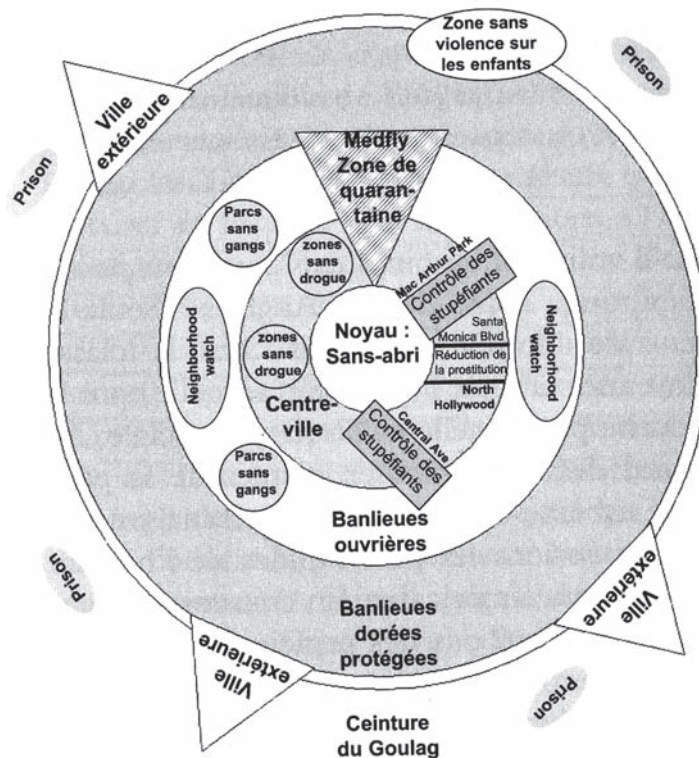 Zone sans
violence sur
les enfants
Prison
Ville
extérieure
Prison
Medfly
Zone de
quaran-
taine
Parcs
sans
gangs
zones
sans
drogue
Mac Arthur Park
Contrôle des
stupéfiants
Neighborhood
watch
zones
sans
drogue
Noyau :
Sans-abri
Santa
Monica Blvd
Réduction de
la prostitution
North
Hollywood
Neighborhood
watch
Centre-
ville
Central Ave
Contrôle des
stupéfiants
Parcs
sans
gangs
Banlieues
ouvrières
Prison
Ville
extérieure
Banlieues
dorées
protégées
Ville
extérieure
Prison
Ceinture
du Goulag